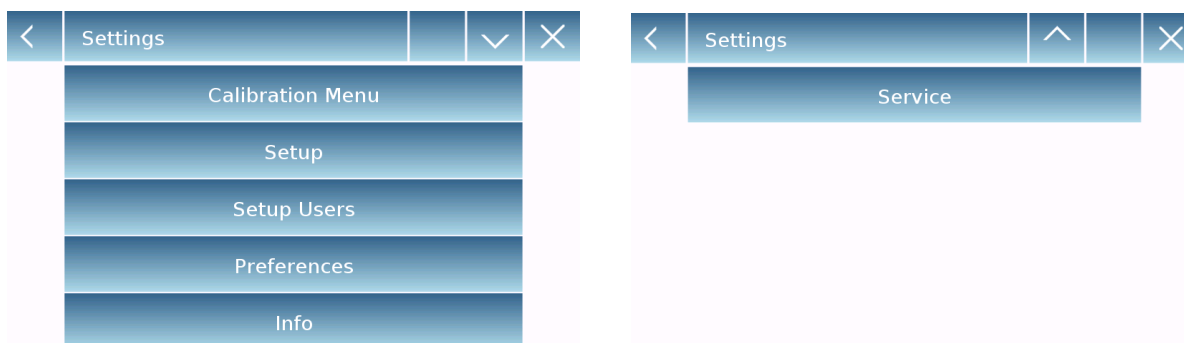 Settings
Calibration Menu
Setup
Setup Users
Preferences
Info
Settings
Service